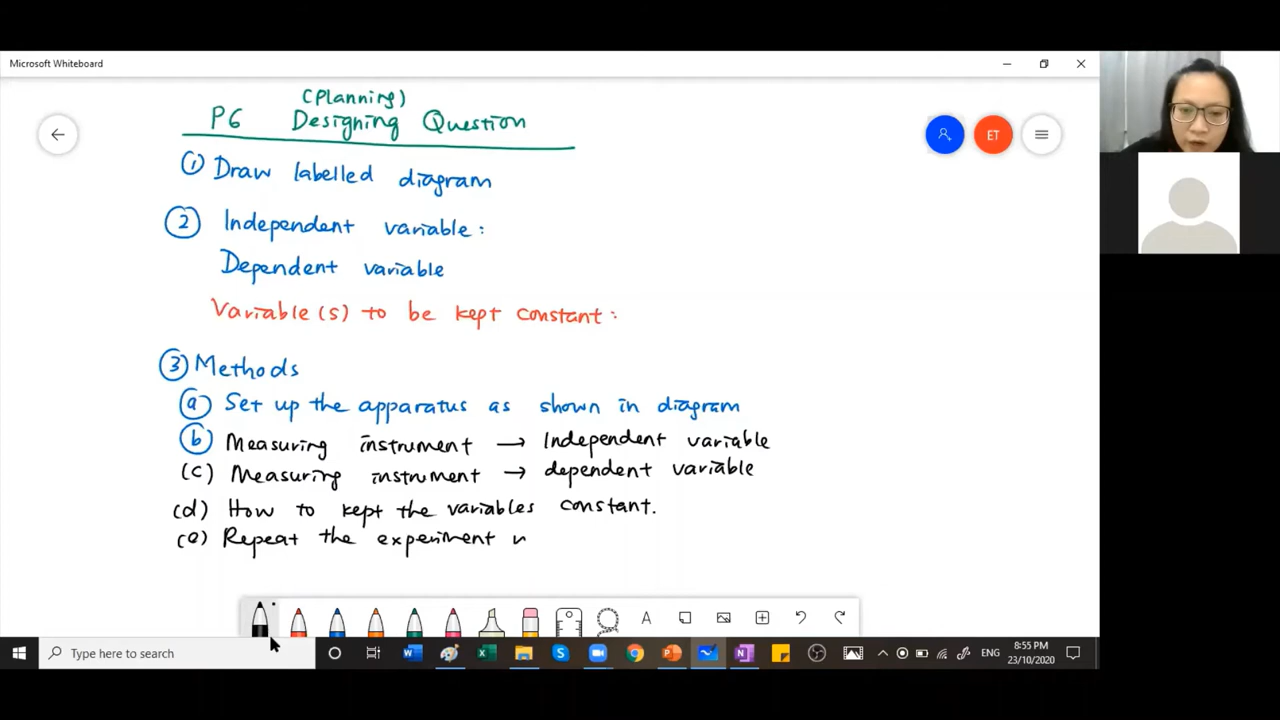 Microsoft Whiteboard
(Planning)
P6 Designing Question
ET
① Draw labelled diagram
② Independent variable:
Dependent variable
Variable(s) to be kept constant:
③ Methods
ⓐ Set up the apparatus as shown in diagram
ⓑ Measuring instrument → Independent variable
(c) Measuring instrument → dependent variable
(d) How to kept the variables constant.
(e) Repeat the experiment
A
Type here to search
ENG
8:55 PM
23/10/2020